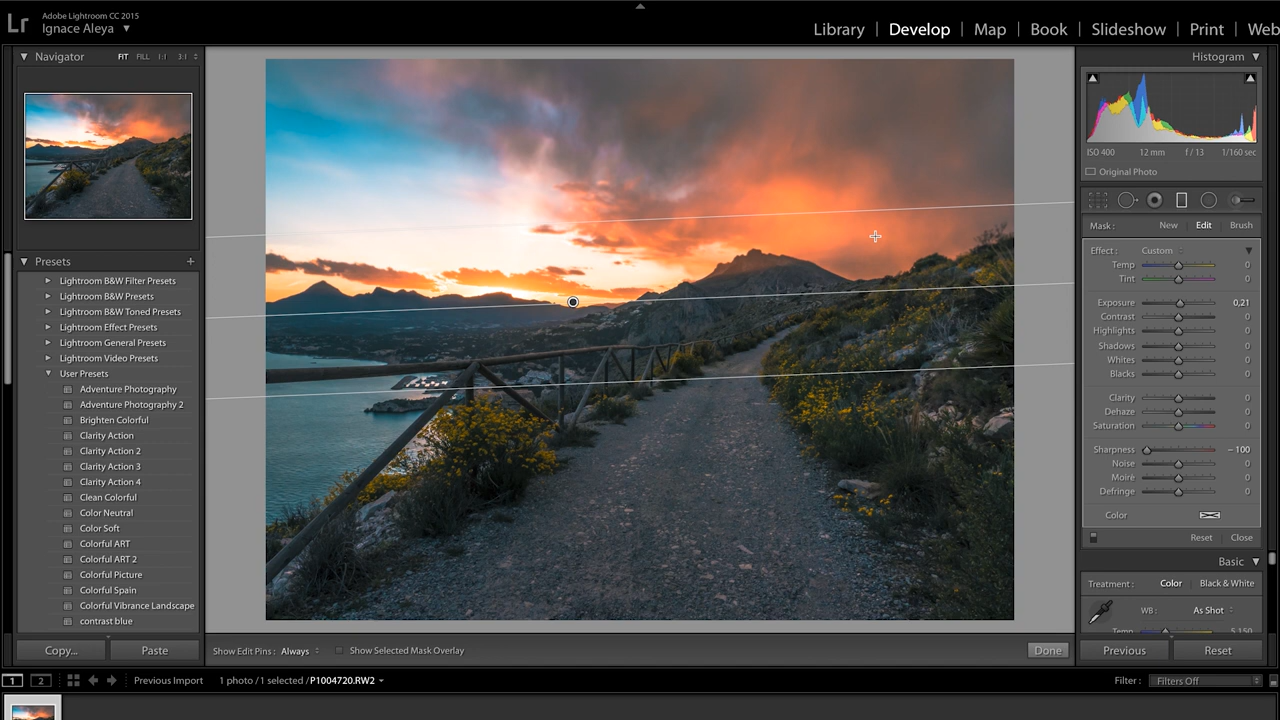 Lr
Adobe Lightroom CC 2015
Ignace Aleya
Library | Develop | Map | Book | Slideshow | Print | Web
Navigator FIT FILL 1:1 3:1
Presets +
Lightroom B&W Filter Presets
Lightroom B&W Presets
Lightroom B&W Toned Presets
Lightroom Effect Presets
Lightroom General Presets
Lightroom Video Presets
User Presets
Adventure Photography
Adventure Photography 2
Brighten Colorful
Clarity Action
Clarity Action 2
Clarity Action 3
Clarity Action 4
Clean Colorful
Color Neutral
Color Soft
Colorful ART
Colorful ART 2
Colorful Picture
Colorful Spain
Colorful Vibrance Landscape
contrast blue
Copy... Paste
Show Edit Pins : Always Show Selected Mask Overlay Done
Histogram
ISO 400 12 mm f / 13 1/160 sec
Original Photo
Mask : New Edit Brush
Effect : Custom
Temp 0
Tint 0
Exposure 0,21
Contrast 0
Highlights 0
Shadows 0
Whites 0
Blacks 0
Clarity 0
Dehaze 0
Saturation 0
Sharpness – 100
Noise 0
Moiré 0
Defringe 0
Color
Reset Close
Basic
Treatment : Color Black & White
WB : As Shot
Temp 5 150
Previous Reset
1 2 Previous Import 1 photo / 1 selected / P1004720.RW2 Filter : Filters Off